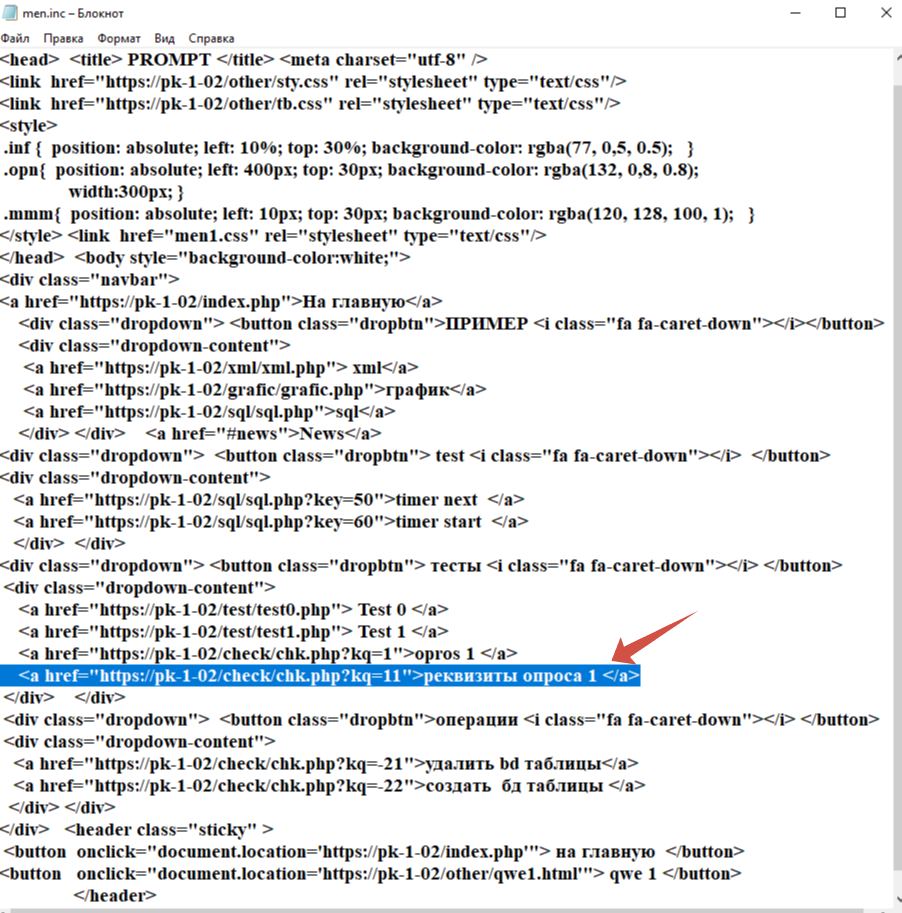 men.inc – Блокнот
Файл Правка Формат Вид Справка
<head>  <title> PROMPT </title> <meta charset="utf-8" />
<link  href="https://pk-1-02/other/sty.css" rel="stylesheet" type="text/css"/>
<link  href="https://pk-1-02/other/tb.css" rel="stylesheet" type="text/css"/>
<style>
.inf {  position: absolute; left: 10%; top: 30%; background-color: rgba(77, 0,5, 0.5);   }
.opn{  position: absolute; left: 400px; top: 30px; background-color: rgba(132, 0,8, 0.8);
width:300px; }
.mmm{  position: absolute; left: 10px; top: 30px; background-color: rgba(120, 128, 100, 1);   }
</style> <link  href="men1.css" rel="stylesheet" type="text/css"/>
</head>  <body style="background-color:white;">
<div class="navbar">
<a href="https://pk-1-02/index.php">На главную</a>
<div class="dropdown"> <button class="dropbtn">ПРИМЕР <i class="fa fa-caret-down"></i></button>
<div class="dropdown-content">
<a href="https://pk-1-02/xml/xml.php"> xml</a>
<a href="https://pk-1-02/grafic/grafic.php">график</a>
<a href="https://pk-1-02/sql/sql.php">sql</a>
</div> </div>    <a href="#news">News</a>
<div class="dropdown">  <button class="dropbtn"> test <i class="fa fa-caret-down"></i>  </button>
<div class="dropdown-content">
<a href="https://pk-1-02/sql/sql.php?key=50">timer next  </a>
<a href="https://pk-1-02/sql/sql.php?key=60">timer start  </a>
</div>  </div>
<div class="dropdown"> <button class="dropbtn"> тесты <i class="fa fa-caret-down"></i> </button>
<div class="dropdown-content">
<a href="https://pk-1-02/test/test0.php"> Test 0 </a>
<a href="https://pk-1-02/test/test1.php"> Test 1 </a>
<a href="https://pk-1-02/check/chk.php?kq=1">opros 1 </a>
<a href="https://pk-1-02/check/chk.php?kq=11">реквизиты опроса 1 </a>
</div>    </div>
<div class="dropdown">  <button class="dropbtn">операции <i class="fa fa-caret-down"></i> </button>
<div class="dropdown-content">
<a href="https://pk-1-02/check/chk.php?kq=-21">удалить bd таблицы</a>
<a href="https://pk-1-02/check/chk.php?kq=-22">создать  бд таблицы </a>
</div> </div>
</div>   <header class="sticky" >
<button  onclick="document.location='https://pk-1-02/index.php'"> на главную  </button>
<button   onclick="document.location='https://pk-1-02/other/qwe1.html'"> qwe 1 </button>
</header>